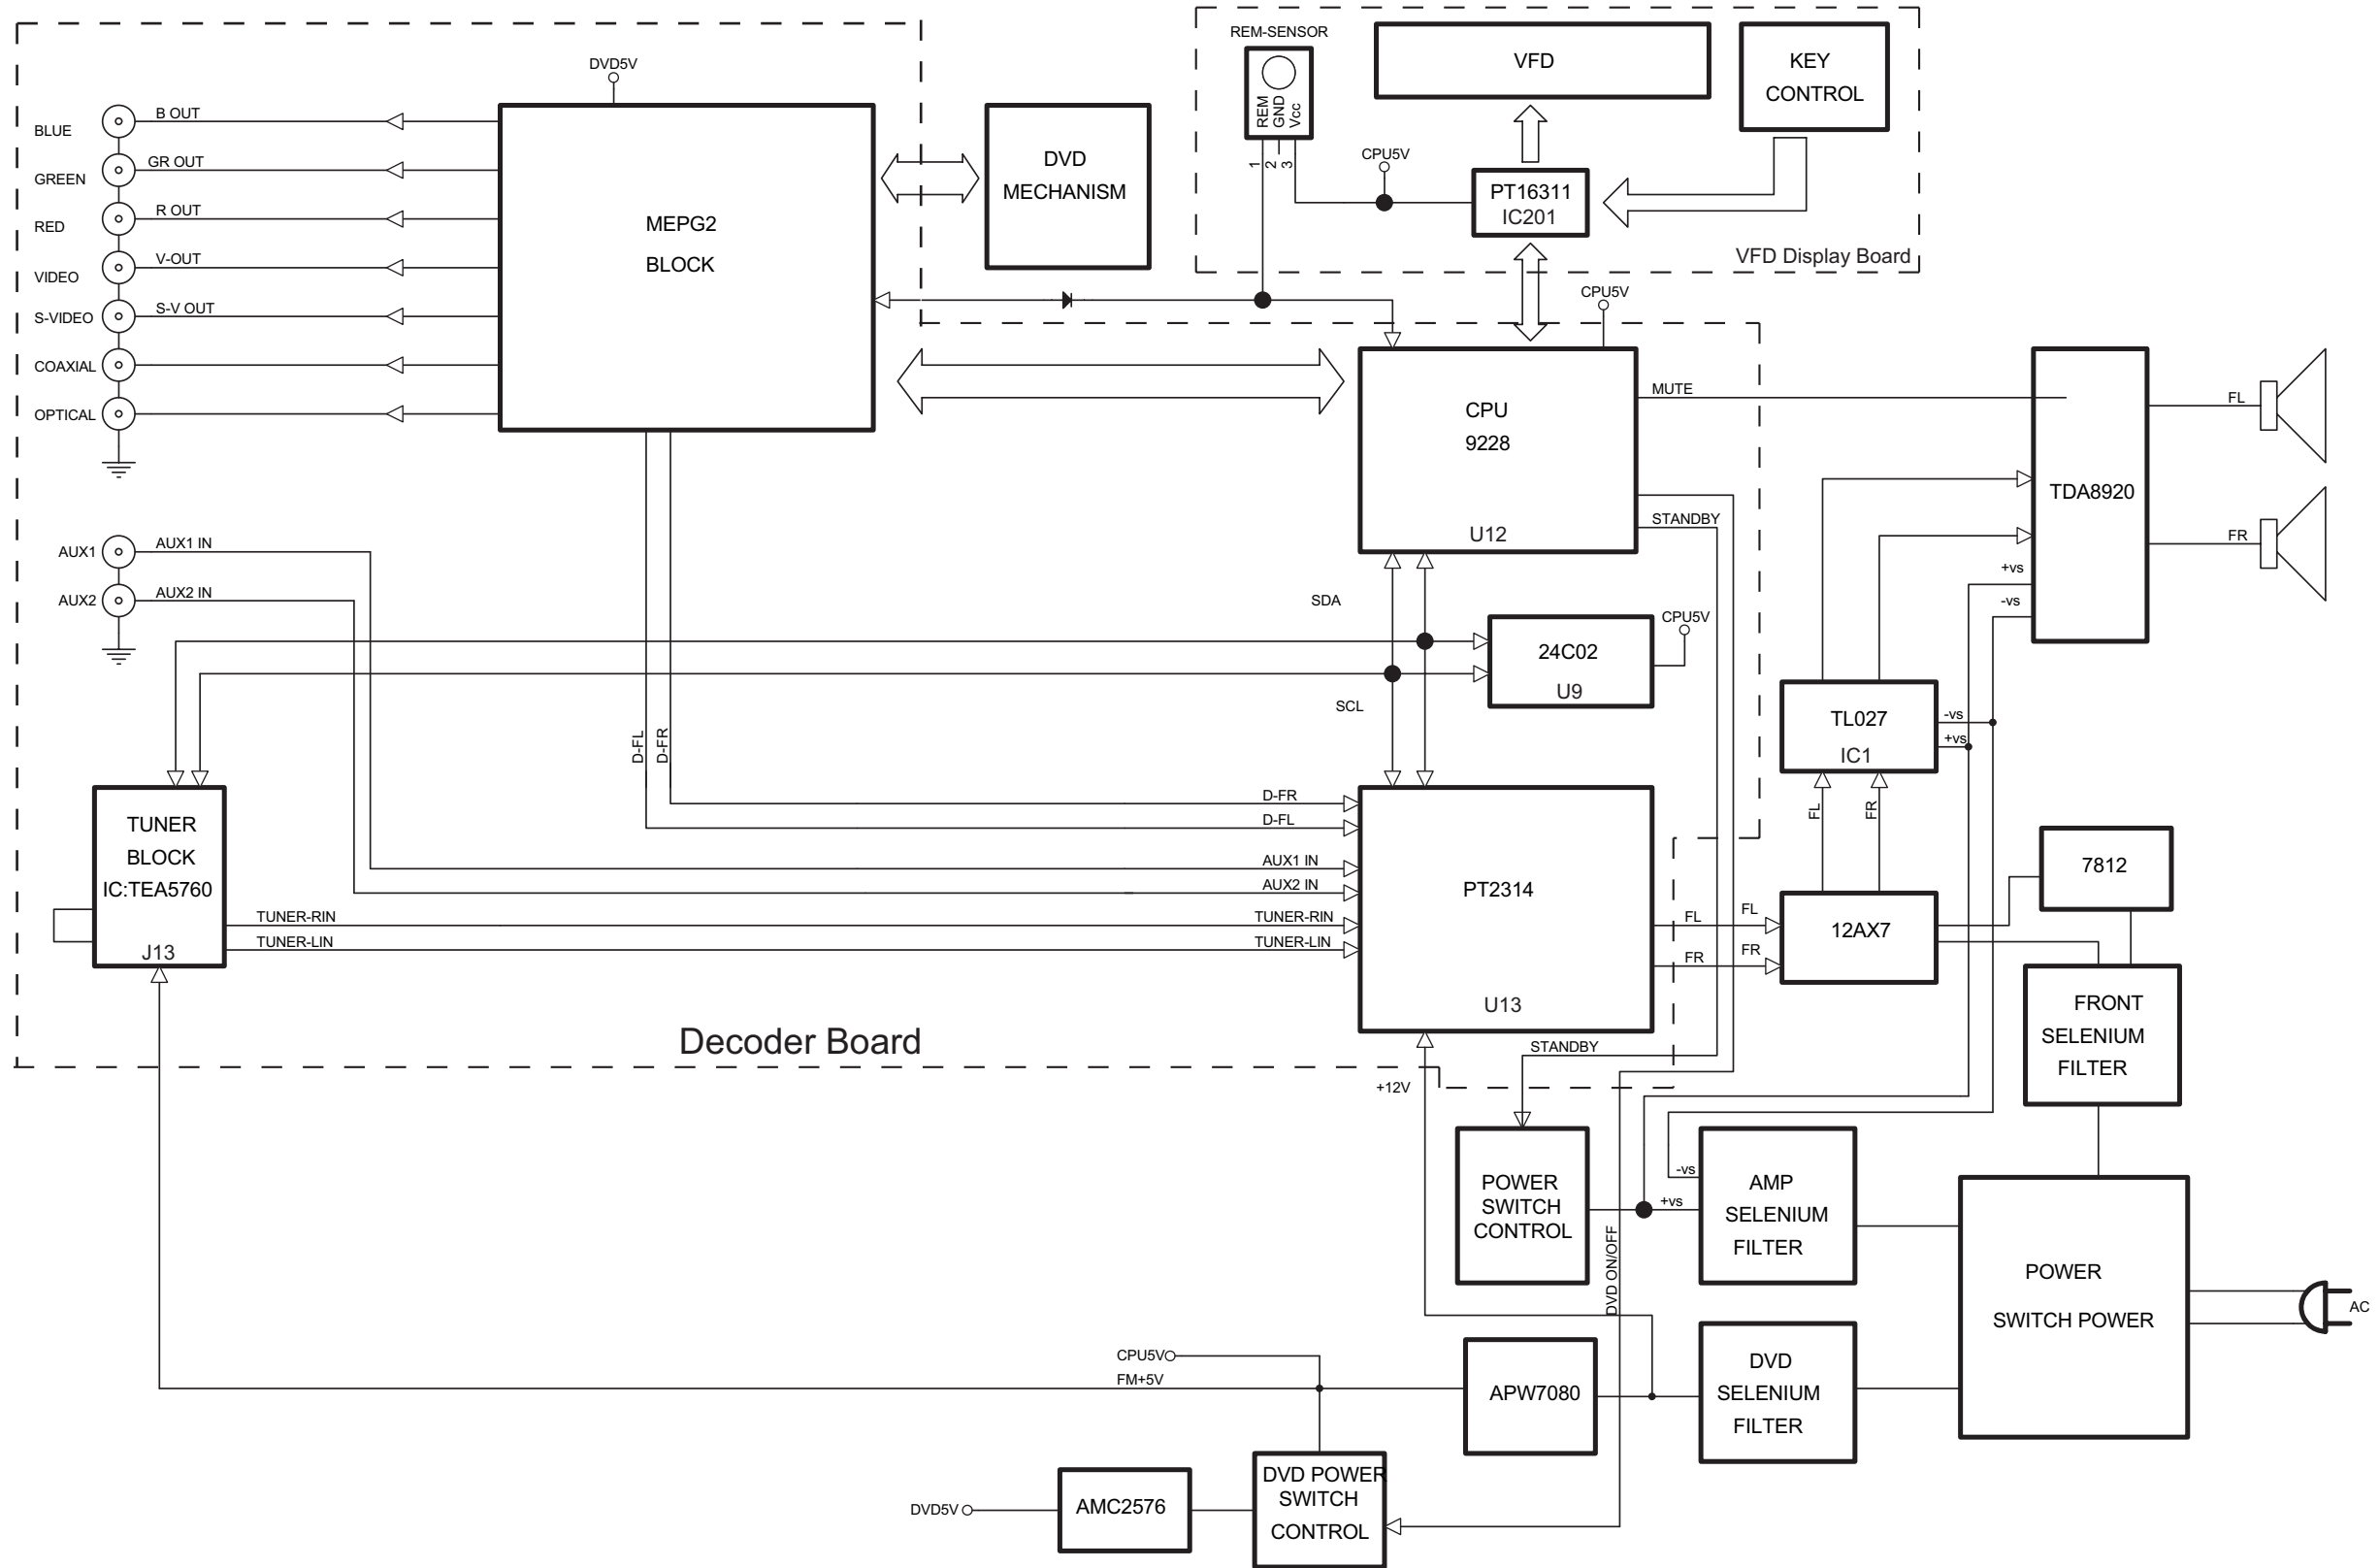 REM-SENSOR
REM
GND
Vcc
1
2
3
VFD
KEY
CONTROL
CPU5V
PT16311
IC201
VFD Display Board
DVD5V
BLUE
B OUT
GREEN
GR OUT
RED
R OUT
VIDEO
V-OUT
S-VIDEO
S-V OUT
COAXIAL
OPTICAL
MEPG2
BLOCK
DVD
MECHANISM
CPU5V
CPU
9228
U12
MUTE
STANDBY
TDA8920
FL
FR
+vs
-vs
AUX1
AUX1 IN
AUX2
AUX2 IN
SDA
SCL
24C02
U9
CPU5V
TL027
IC1
-vs
+vs
D-FL
D-FR
FL
FR
TUNER
BLOCK
IC:TEA5760
J13
TUNER-RIN
TUNER-LIN
D-FR
D-FL
AUX1 IN
AUX2 IN
TUNER-RIN
TUNER-LIN
PT2314
U13
FL
FL
FR
FR
12AX7
7812
FRONT
SELENIUM
FILTER
Decoder Board
STANDBY
+12V
POWER
SWITCH
CONTROL
-vs
+vs
AMP
SELENIUM
FILTER
DVD ON/OFF
POWER
SWITCH POWER
AC
CPU5V
FM+5V
APW7080
DVD
SELENIUM
FILTER
DVD5V
AMC2576
DVD POWER
SWITCH
CONTROL